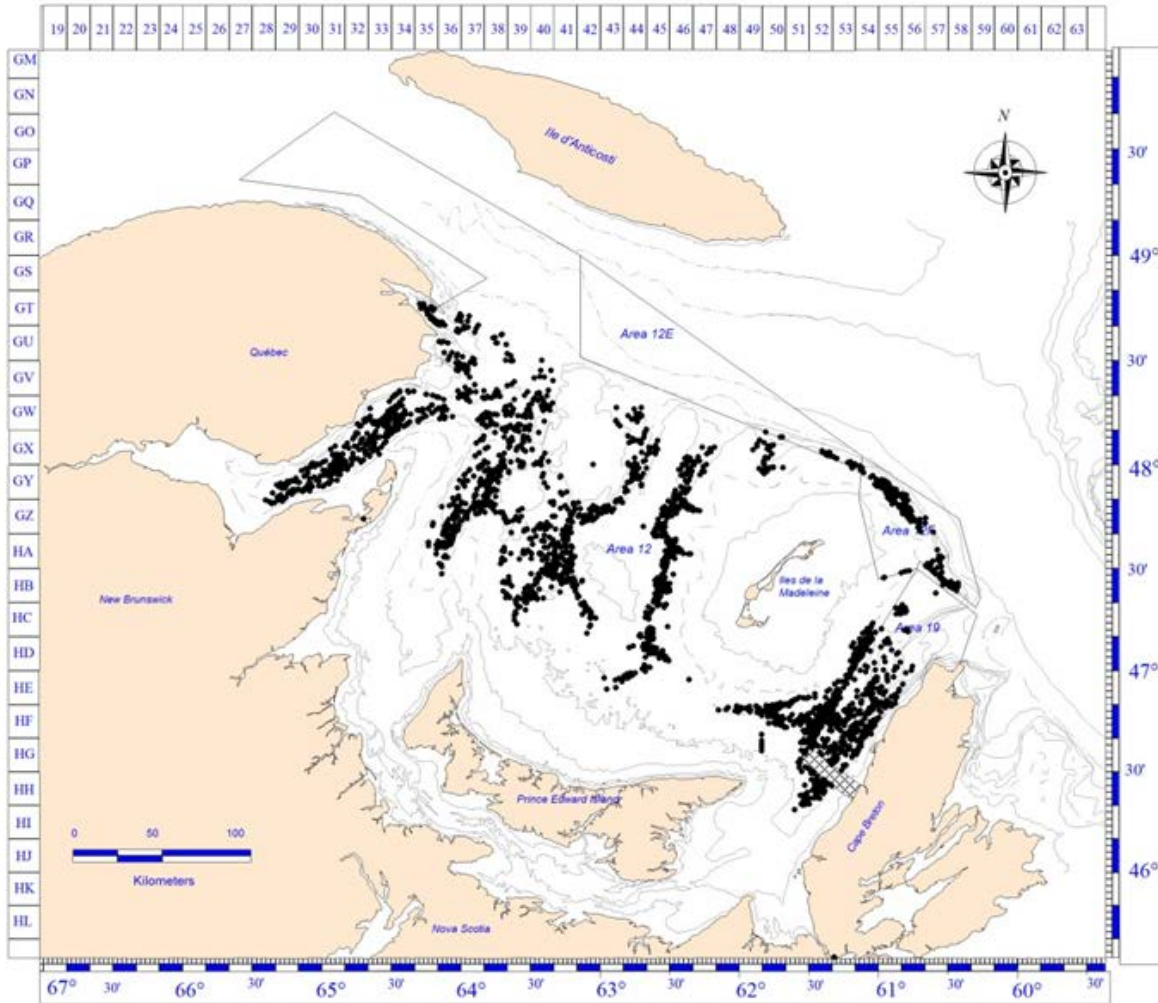 19 20 21 22 23 24 25 26 27 28 29 30 31 32 33 34 35 36 37 38 39 40 41 42 43 44 45 46 47 48 49 50 51 52 53 54 55 56 57 58 59 60 61 62 63
GM
GN
GO
GP
GQ
GR
GS
GT
GU
GV
GW
GX
GY
GZ
HA
HB
HC
HD
HE
HF
HG
HH
HI
HJ
HK
HL
N
Ile d'Anticosti
Area 12E
Québec
Area 12
Area
Iles de la
Madeleine
New Brunswick
Area 19
Prince Edward Island
Cape Breton
Nova Scotia
0 50 100
Kilometers
30'
49°
30'
48°
30'
47°
30'
46°
67° 30' 66° 30' 65° 30' 64° 30' 63° 30' 62° 30' 61° 30' 60°